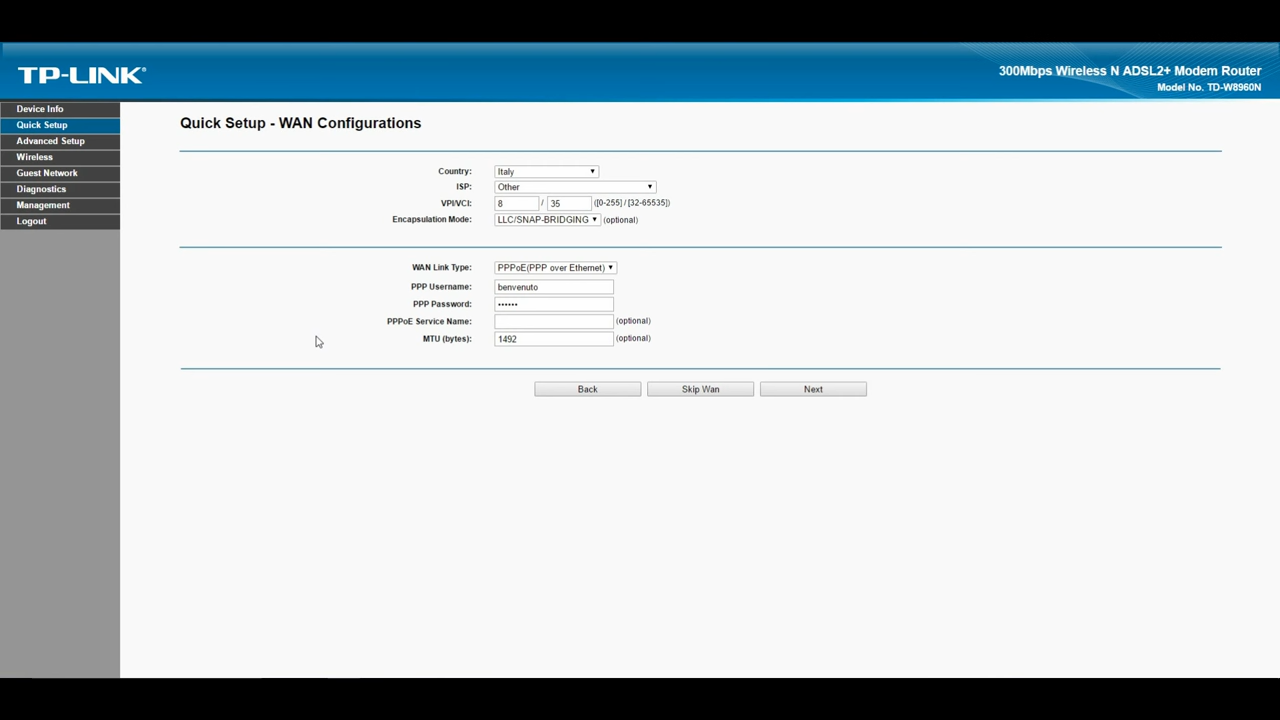 TP-LINK®
300Mbps Wireless N ADSL2+ Modem Router
Model No. TD-W8960N
Device Info
Quick Setup
Advanced Setup
Wireless
Guest Network
Diagnostics
Management
Logout
Quick Setup - WAN Configurations
Country: Italy
ISP: Other
VPI/VCI: 8 / 35 ([0-255] / [32-65535])
Encapsulation Mode: LLC/SNAP-BRIDGING (optional)
WAN Link Type: PPPoE(PPP over Ethernet)
PPP Username: benvenuto
PPP Password: ••••••
PPPoE Service Name: (optional)
MTU (bytes): 1492 (optional)
Back Skip Wan Next